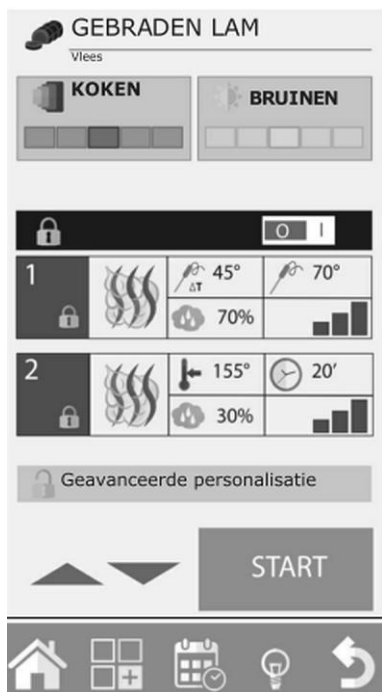 GEBRADEN LAM
Vlees
KOKEN
BRUINEN
O I
1
45°
70°
ΔT
70%
2
155°
20'
30%
Geavanceerde personalisatie
START